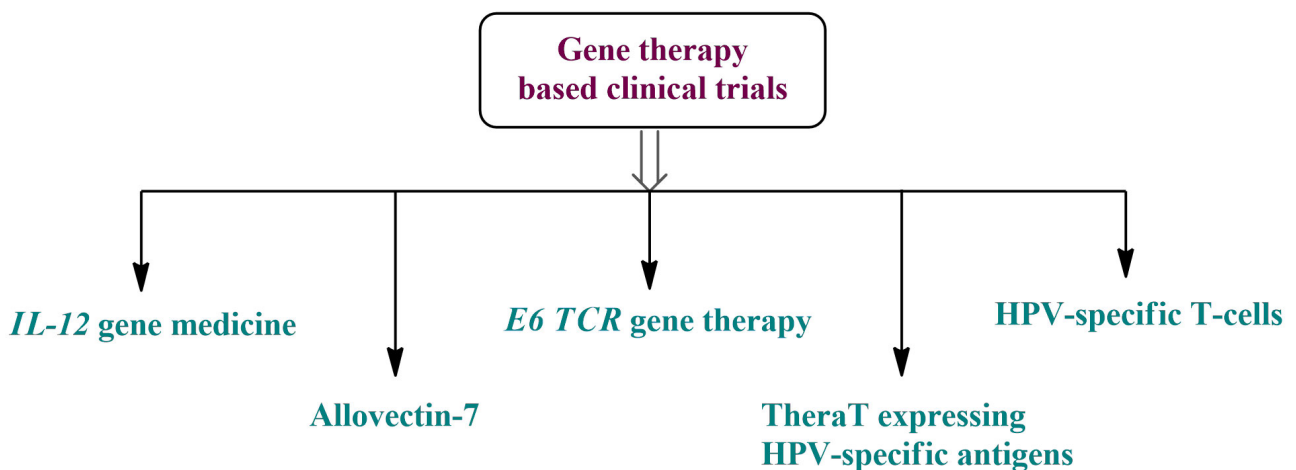 Gene therapy
based clinical trials
IL-12 gene medicine
Allovectin-7
E6 TCR gene therapy
TheraT expressing
HPV-specific antigens
HPV-specific T-cells